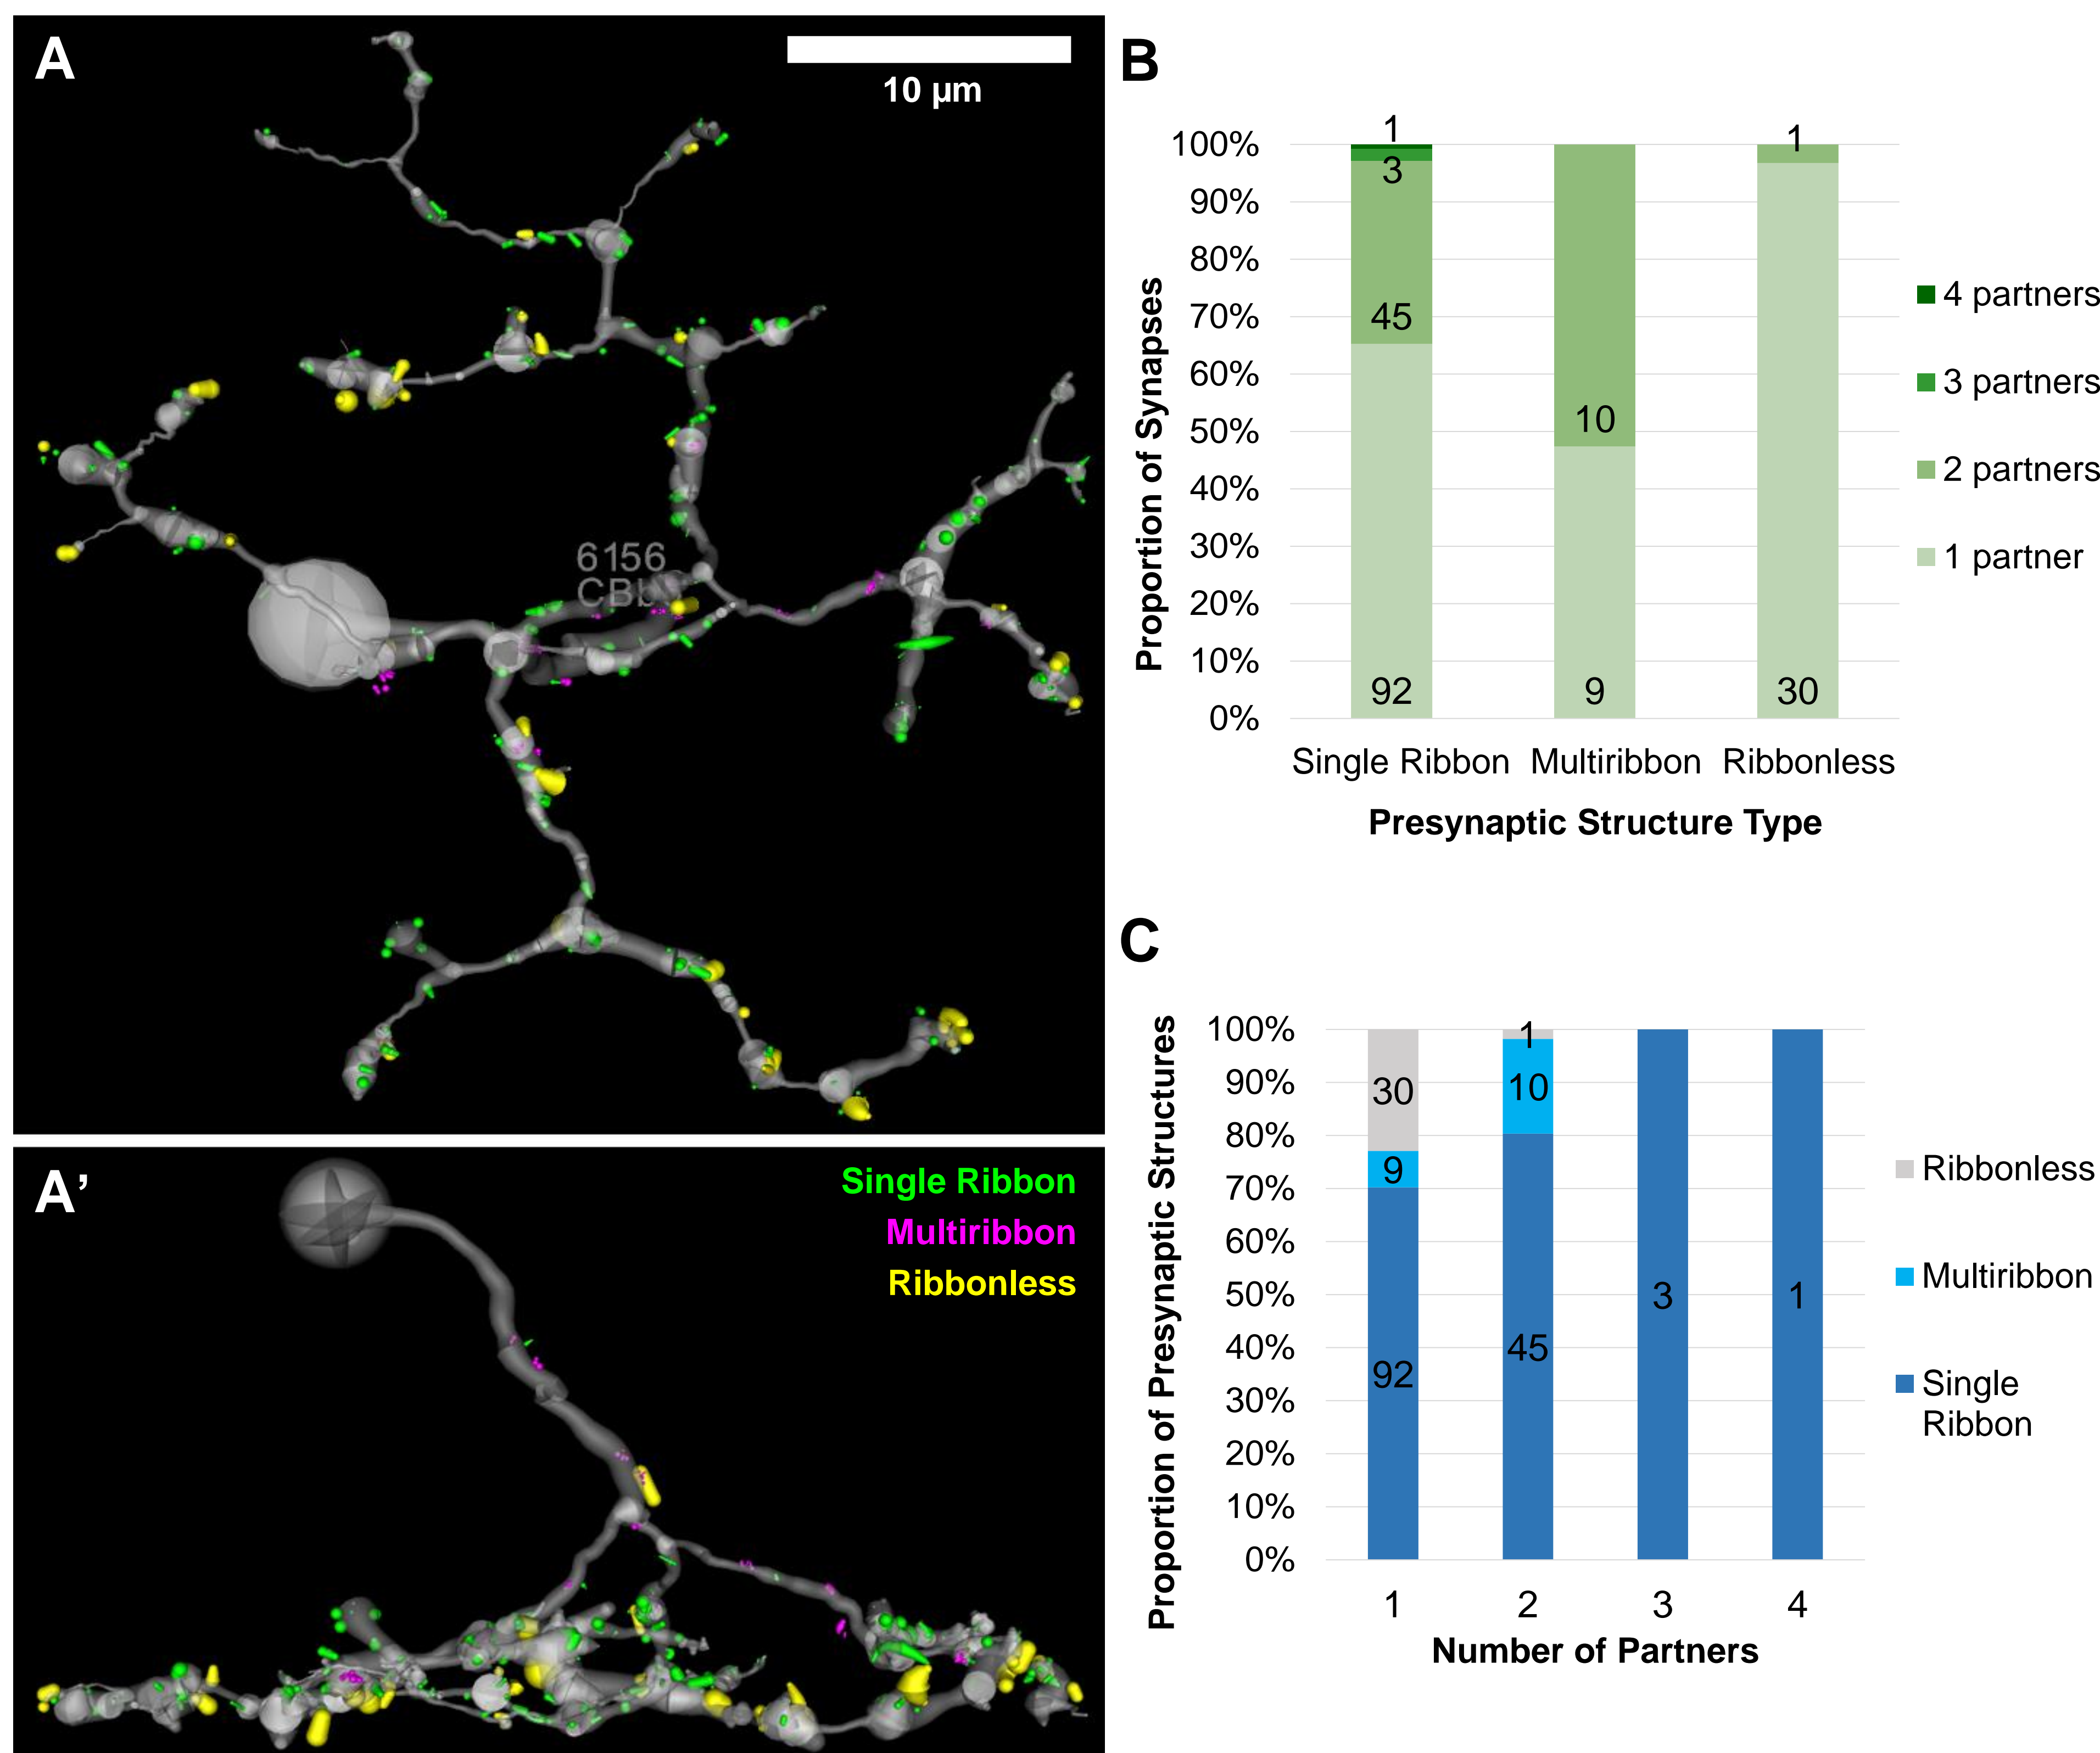 A
10 µm
6156
CBb
A’
Single Ribbon
Multiribbon
Ribbonless
B
Proportion of Synapses
100%
90%
80%
70%
60%
50%
40%
30%
20%
10%
0%
1
3
45
92
10
9
1
30
Single Ribbon Multiribbon Ribbonless
Presynaptic Structure Type
4 partners
3 partners
2 partners
1 partner
C
Proportion of Presynaptic Structures
100%
90%
80%
70%
60%
50%
40%
30%
20%
10%
0%
30
9
92
1
10
45
3
1
1 2 3 4
Number of Partners
Ribbonless
Multiribbon
Single
Ribbon